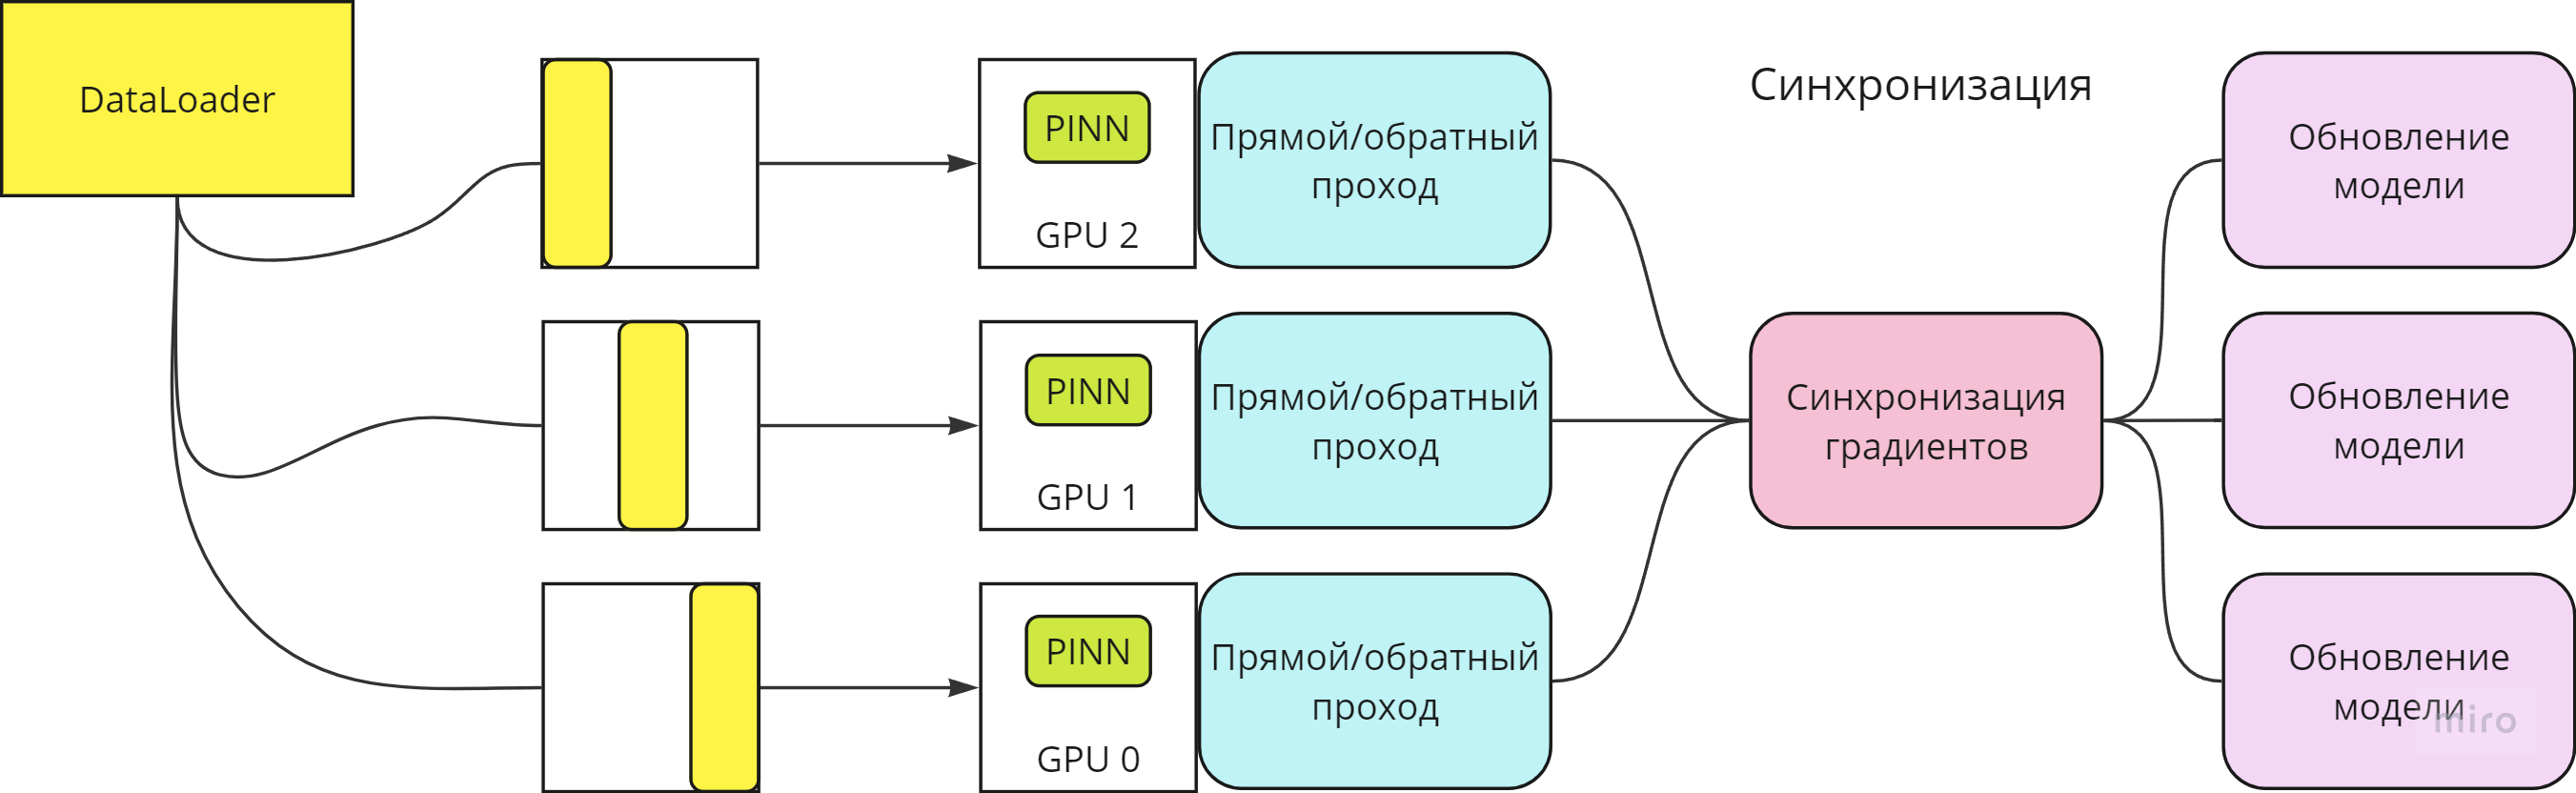 DataLoader
PINN
GPU 2
Прямой/обратный
проход
Синхронизация
Обновление
модели
PINN
GPU 1
Прямой/обратный
проход
Синхронизация
градиентов
Обновление
модели
PINN
GPU 0
Прямой/обратный
проход
Обновление
модели
miro